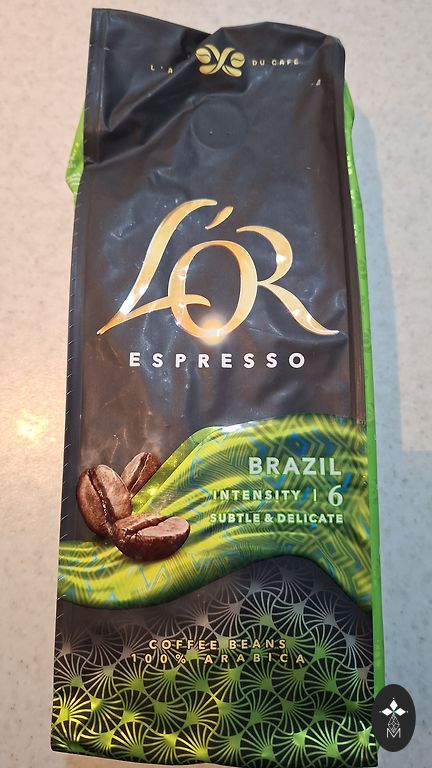 L'A DU CAFÉ
L'OR
ESPRESSO
BRAZIL
INTENSITY | 6
SUBTLE & DELICATE
COFFEE BEANS
100% ARABICA
M